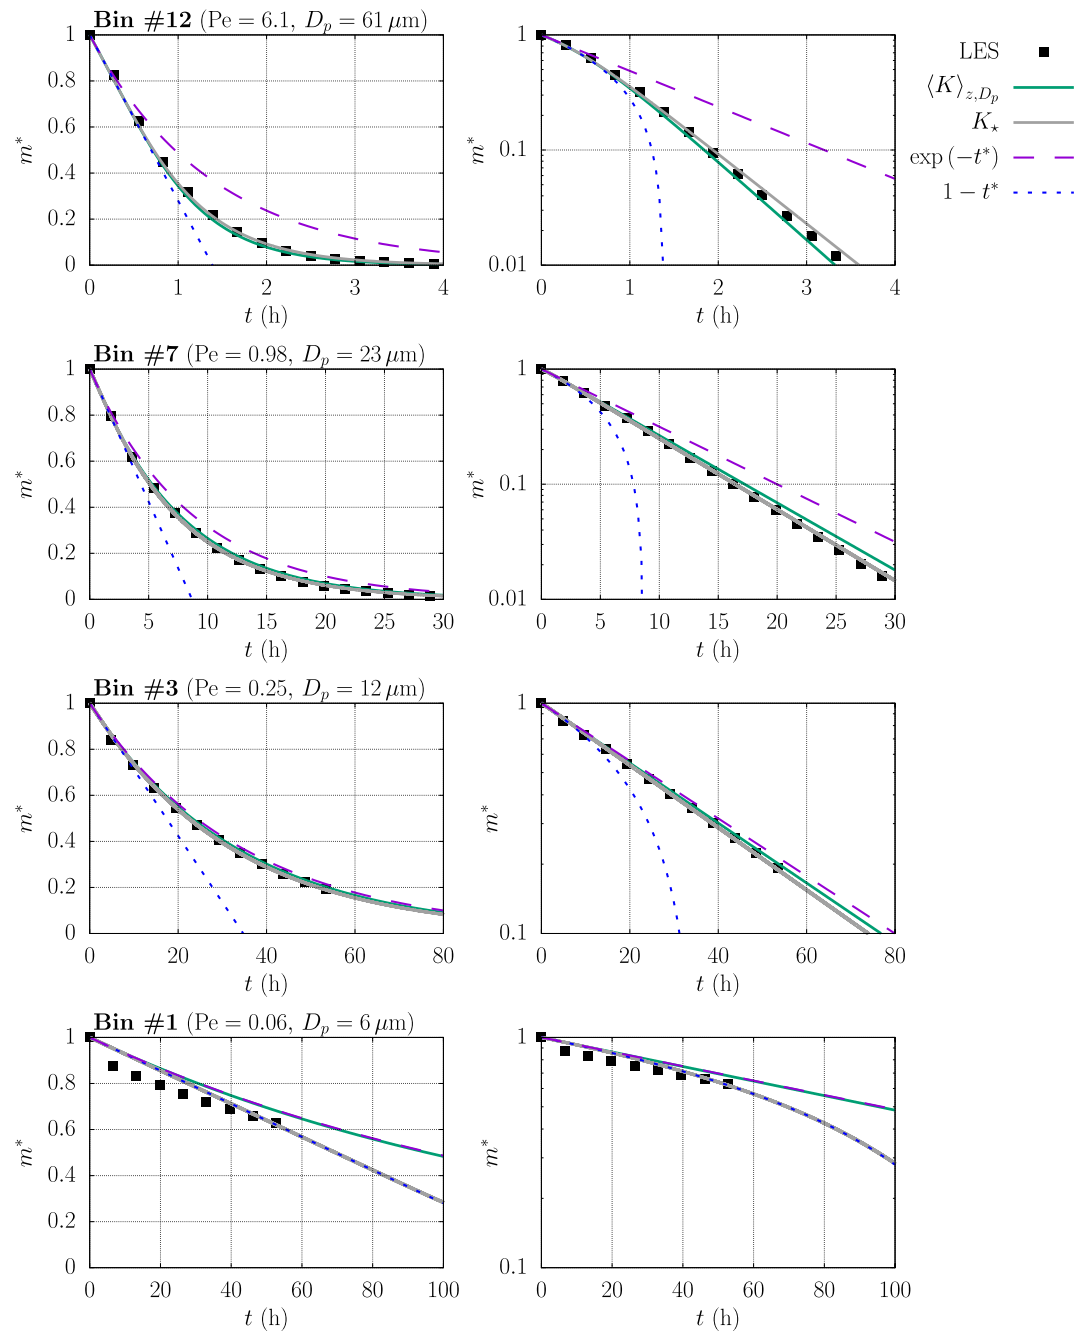 Bin #12 (Pe = 6.1, D_p = 61 μm)
1
0.8
0.6
0.4
0.2
0
m*
0 1 2 3 4
t (h)
1
0.1
0.01
m*
0 1 2 3 4
t (h)
LES
⟨K⟩_{z,D_p}
K_⋆
exp (−t*)
1 − t*
Bin #7 (Pe = 0.98, D_p = 23 μm)
1
0.8
0.6
0.4
0.2
0
m*
0 5 10 15 20 25 30
t (h)
1
0.1
0.01
m*
0 5 10 15 20 25 30
t (h)
Bin #3 (Pe = 0.25, D_p = 12 μm)
1
0.8
0.6
0.4
0.2
0
m*
0 20 40 60 80
t (h)
1
0.1
m*
0 20 40 60 80
t (h)
Bin #1 (Pe = 0.06, D_p = 6 μm)
1
0.8
0.6
0.4
0.2
0
m*
0 20 40 60 80 100
t (h)
1
0.1
m*
0 20 40 60 80 100
t (h)